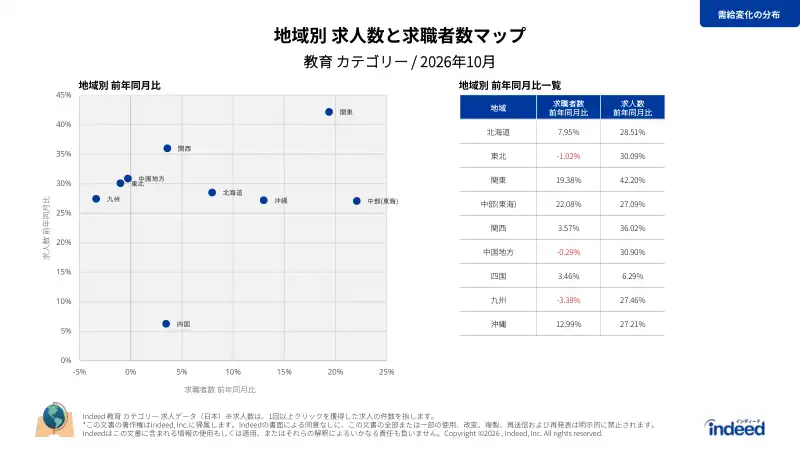 需給変化の分布
地域別 求人数と求職者数マップ
教育 カテゴリー / 2026年10月
地域別 前年同月比
45%
40%
35%
30%
25%
20%
15%
10%
5%
0%
-5%
0%
5%
10%
15%
20%
25%
求人数 前年同月比
求職者数 前年同月比
関東
関西
中国地方
東北
九州
北海道
沖縄
中部(東海)
四国
地域別 前年同月比一覧
地域 求職者数 前年同月比 求人数 前年同月比
北海道 7.95% 28.51%
東北 -1.02% 30.09%
関東 19.38% 42.20%
中部(東海) 22.08% 27.09%
関西 3.57% 36.02%
中国地方 -0.29% 30.90%
四国 3.46% 6.29%
九州 -3.38% 27.46%
沖縄 12.99% 27.21%
Indeed 教育 カテゴリー 求人データ（日本）※求人数は、1回以上クリックを獲得した求人の件数を指します。
*この文書の著作権はIndeed, Inc.に帰属します。Indeedの書面による同意なしに、この文書の全部または一部の使用、改変、複製、再送信および再発表は明示的に禁止されます。
Indeedはこの文書に含まれる情報の使用もしくは適用、またはそれらの解釈によるいかなる責任も負いません。Copyright ©2026 , Indeed, Inc. All rights reserved.
インディード
indeed